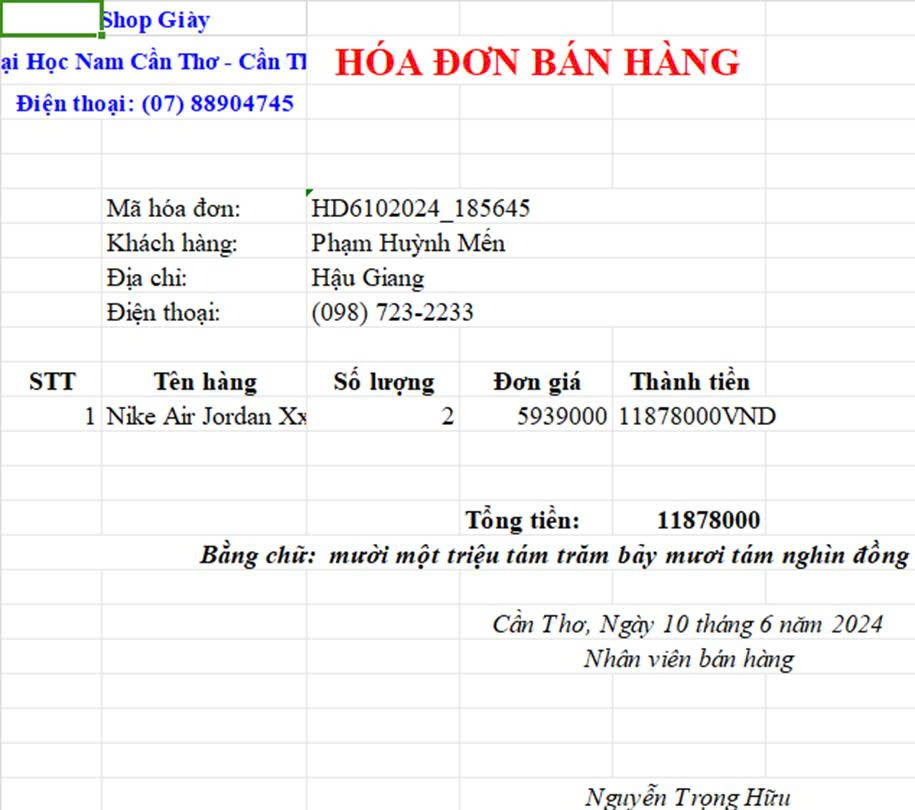 Shop Giày
ại Học Nam Cần Thơ - Cần
HÓA ĐƠN BÁN HÀNG
Điện thoại: (07) 88904745
Mã hóa đơn: HD6102024_185645
Khách hàng: Phạm Huỳnh Mến
Địa chỉ: Hậu Giang
Điện thoại: (098) 723-2233
STT Tên hàng Số lượng Đơn giá Thành tiền
1 Nike Air Jordan Xx 2 5939000 11878000VND
Tổng tiền: 11878000
Bằng chữ: mười một triệu tám trăm bảy mươi tám nghìn đồng
Cần Thơ, Ngày 10 tháng 6 năm 2024
Nhân viên bán hàng
Nguyễn Trọng Hữu